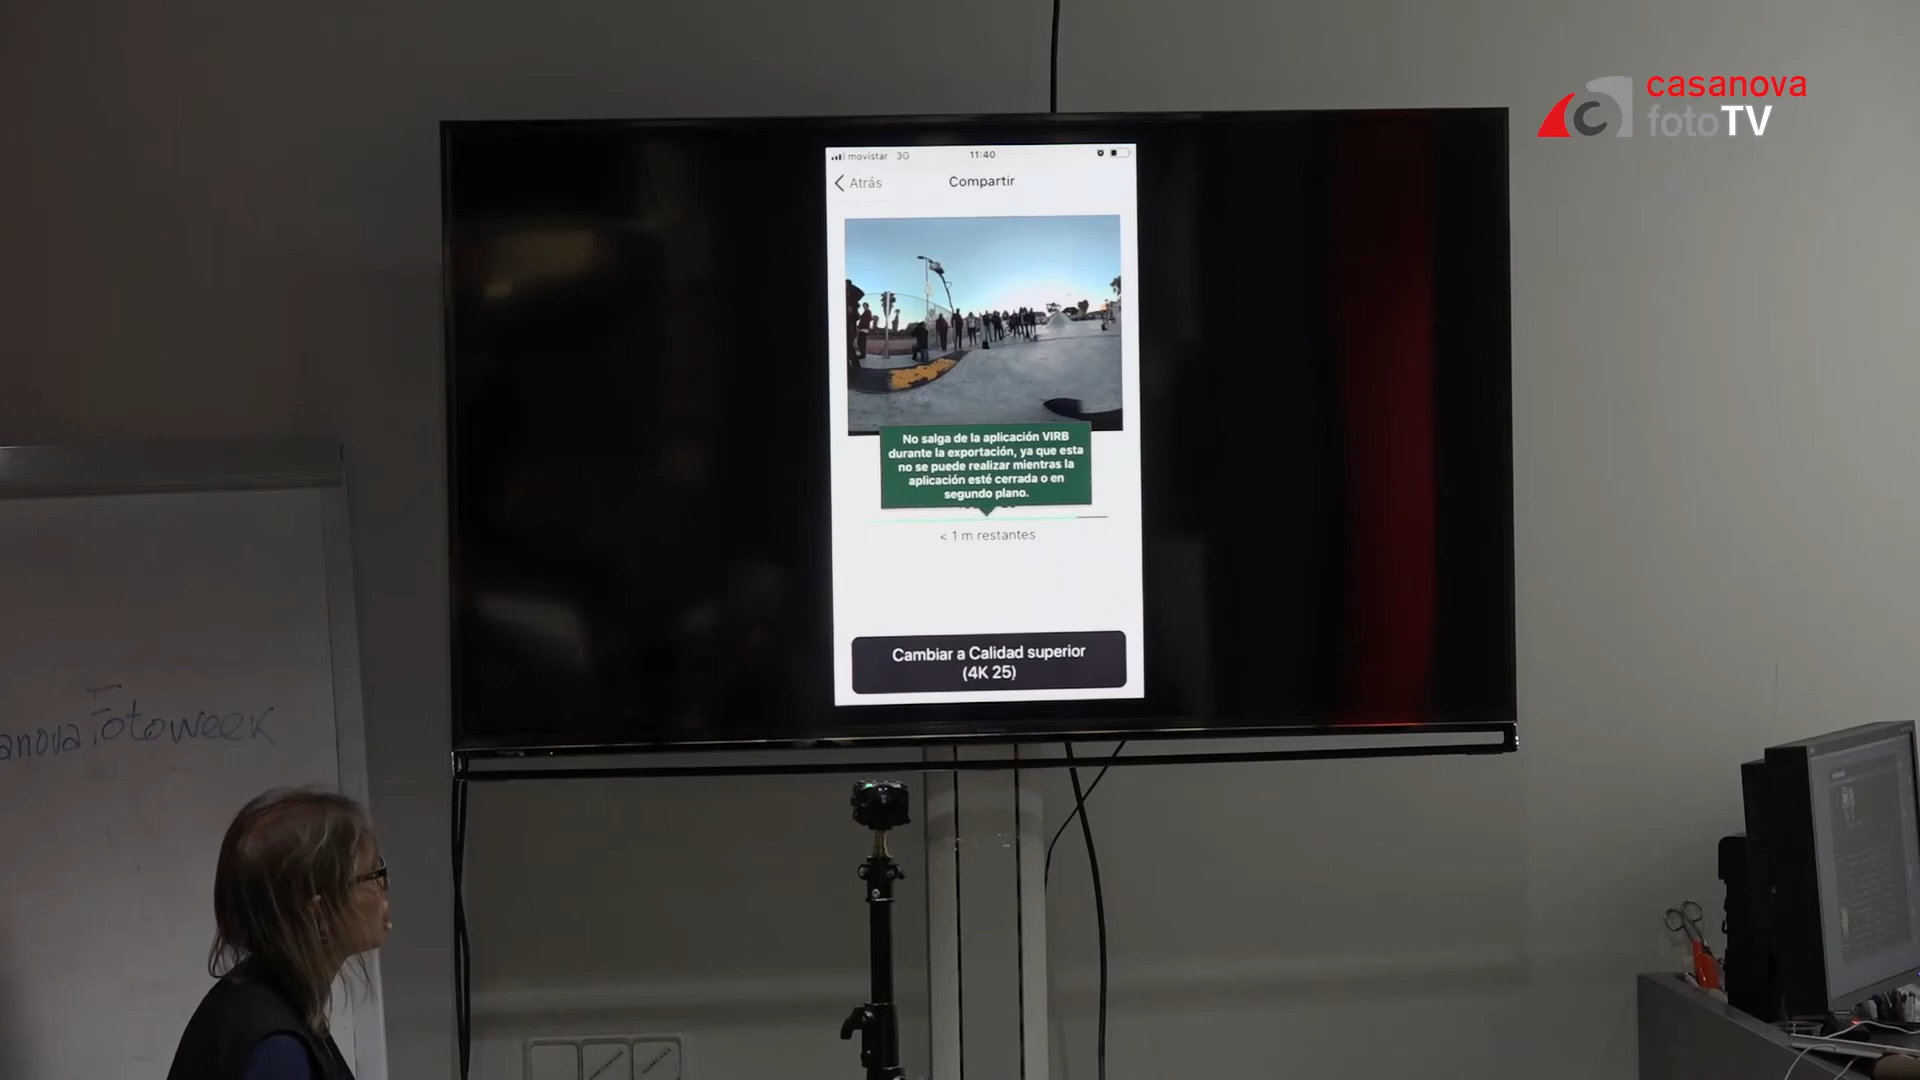 casanova
fotoTV
movistar 3G 11:40
Atrás Compartir
No salga de la aplicación VIRB
durante la exportación, ya que esta
no se puede realizar mientras la
aplicación esté cerrada o en
segundo plano.
< 1 m restantes
Cambiar a Calidad superior
(4K 25)
anovaFotoweek